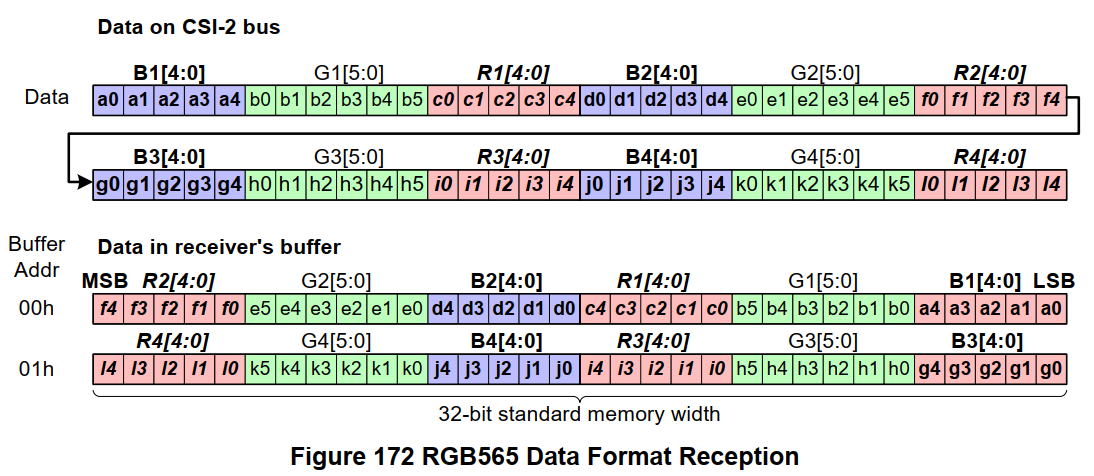 Data on CSI-2 bus
B1[4:0] G1[5:0] R1[4:0] B2[4:0] G2[5:0] R2[4:0]
Data a0 a1 a2 a3 a4 b0 b1 b2 b3 b4 b5 c0 c1 c2 c3 c4 d0 d1 d2 d3 d4 e0 e1 e2 e3 e4 e5 f0 f1 f2 f3 f4
B3[4:0] G3[5:0] R3[4:0] B4[4:0] G4[5:0] R4[4:0]
g0 g1 g2 g3 g4 h0 h1 h2 h3 h4 h5 i0 i1 i2 i3 i4 j0 j1 j2 j3 j4 k0 k1 k2 k3 k4 k5 l0 l1 l2 l3 l4
Buffer Addr
Data in receiver's buffer
MSB R2[4:0] G2[5:0] B2[4:0] R1[4:0] G1[5:0] B1[4:0] LSB
00h f4 f3 f2 f1 f0 e5 e4 e3 e2 e1 e0 d4 d3 d2 d1 d0 c4 c3 c2 c1 c0 b5 b4 b3 b2 b1 b0 a4 a3 a2 a1 a0
R4[4:0] G4[5:0] B4[4:0] R3[4:0] G3[5:0] B3[4:0]
01h l4 l3 l2 l1 l0 k5 k4 k3 k2 k1 k0 j4 j3 j2 j1 j0 i4 i3 i2 i1 i0 h5 h4 h3 h2 h1 h0 g4 g3 g2 g1 g0
32-bit standard memory width
Figure 172 RGB565 Data Format Reception